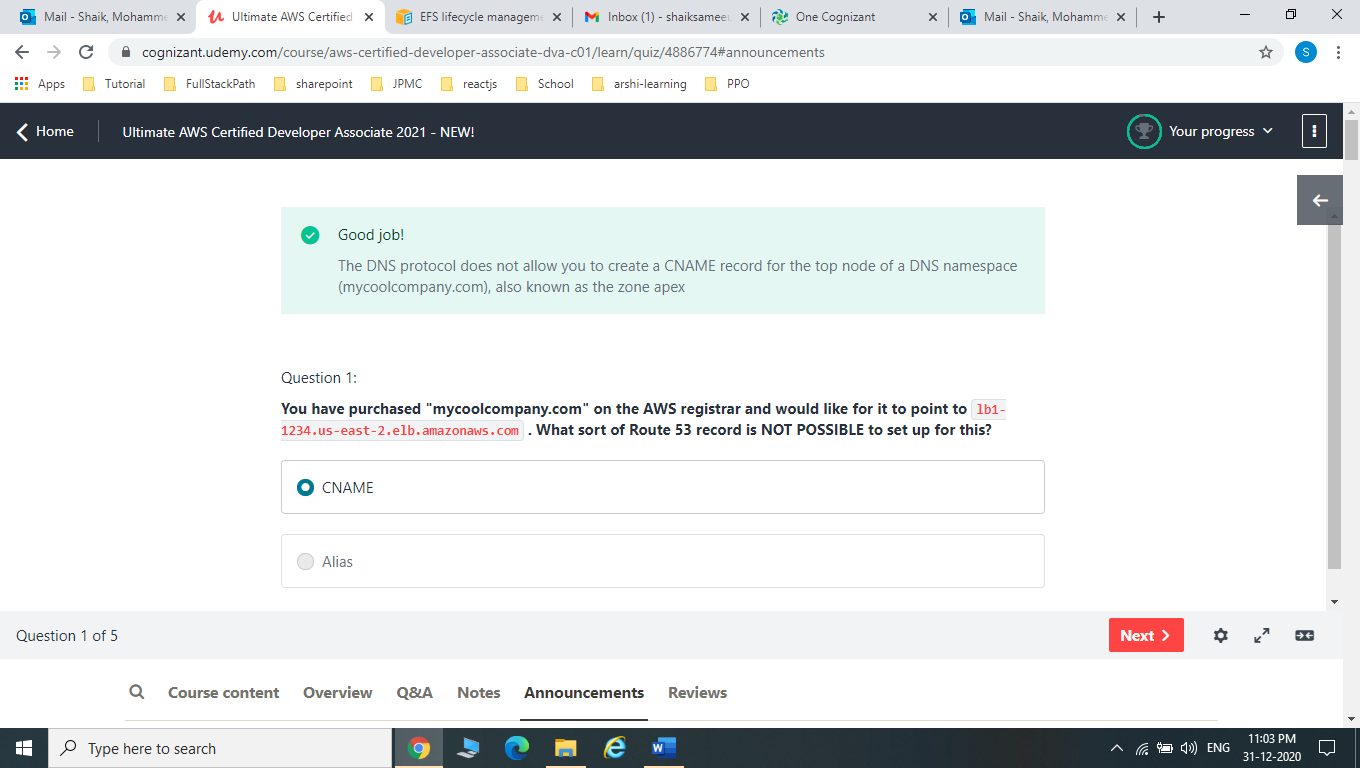 Mail - Shaik, Mohamme
Ultimate AWS Certified
EFS lifecycle manageme
Inbox (1) - shaiksameeu
One Cognizant
Mail - Shaik, Mohamme
cognizant.udemy.com/course/aws-certified-developer-associate-dva-c01/learn/quiz/4886774#announcements
S
Apps
Tutorial
FullStackPath
sharepoint
JPMC
reactjs
School
arshi-learning
PPO
Home
Ultimate AWS Certified Developer Associate 2021 - NEW!
Your progress
Good job!
The DNS protocol does not allow you to create a CNAME record for the top node of a DNS namespace
(mycoolcompany.com), also known as the zone apex
Question 1:
You have purchased "mycoolcompany.com" on the AWS registrar and would like for it to point to lb1-
1234.us-east-2.elb.amazonaws.com . What sort of Route 53 record is NOT POSSIBLE to set up for this?
CNAME
Alias
Question 1 of 5
Next
Course content
Overview
Q&A
Notes
Announcements
Reviews
Type here to search
ENG
11:03 PM
31-12-2020